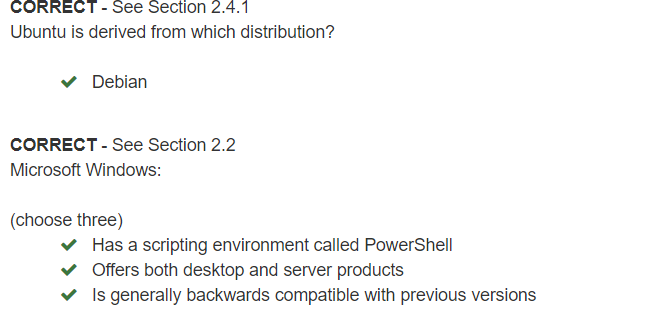 CORRECT - See Section 2.4.1
Ubuntu is derived from which distribution?
Debian
CORRECT - See Section 2.2
Microsoft Windows:
(choose three)
Has a scripting environment called PowerShell
Offers both desktop and server products
Is generally backwards compatible with previous versions